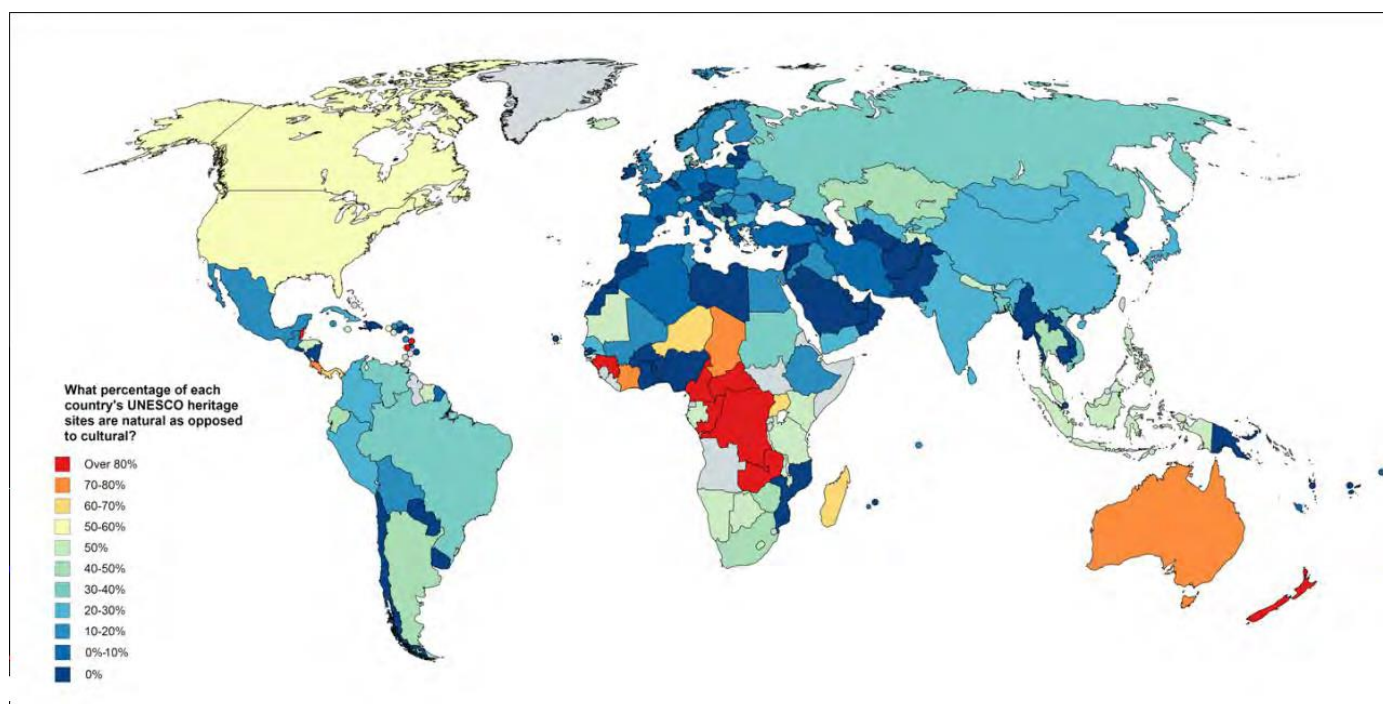 What percentage of each
country's UNESCO heritage
sites are natural as opposed
to cultural?
Over 80%
70-80%
60-70%
50-60%
50%
40-50%
30-40%
20-30%
10-20%
0%-10%
0%